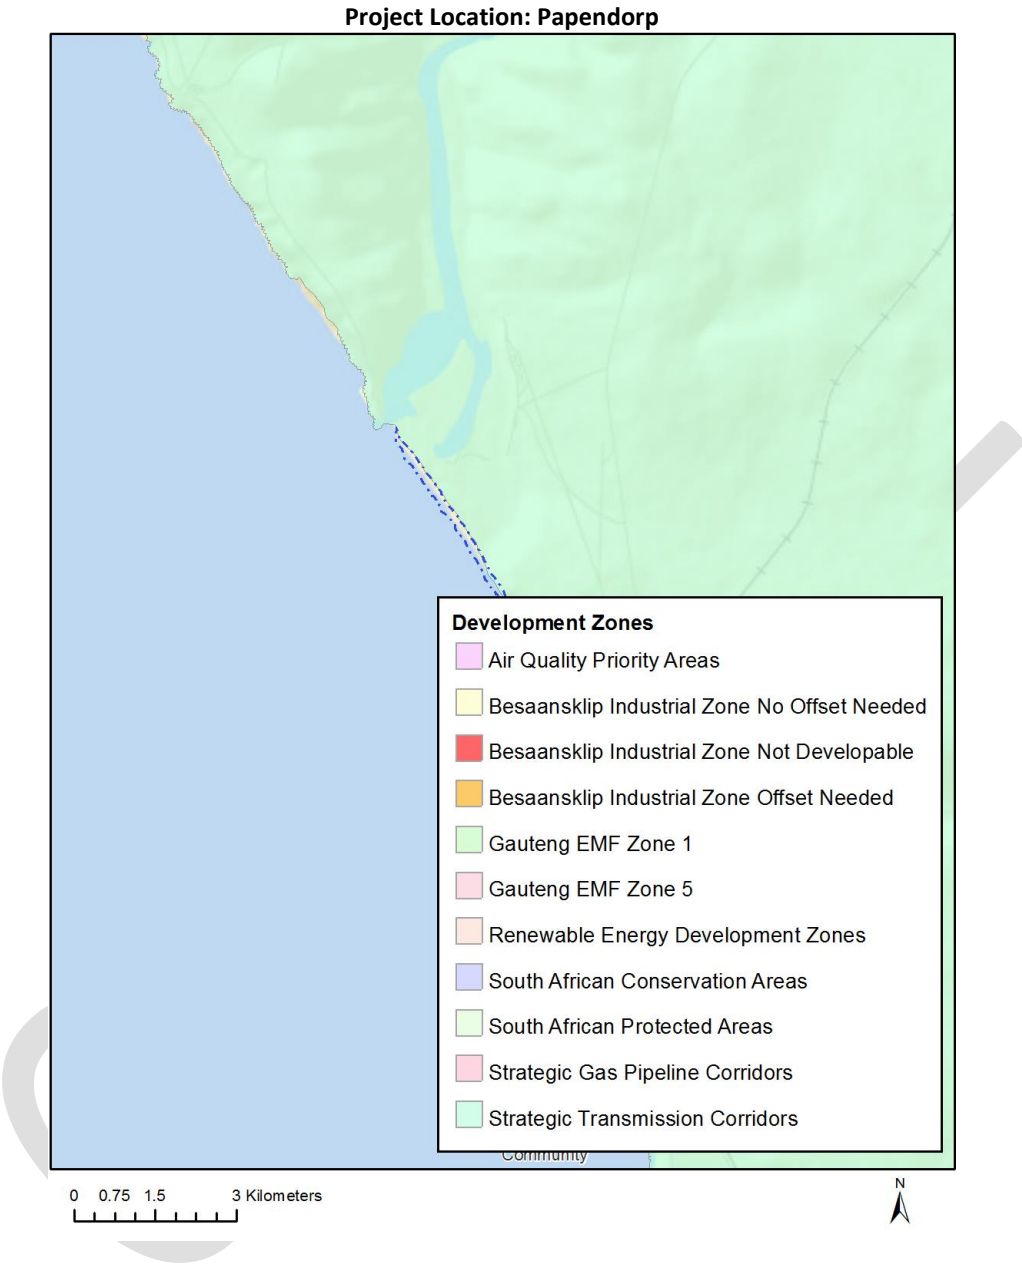 Project Location: Papendorp
Development Zones
Air Quality Priority Areas
Besaansklip Industrial Zone No Offset Needed
Besaansklip Industrial Zone Not Developable
Besaansklip Industrial Zone Offset Needed
Gauteng EMF Zone 1
Gauteng EMF Zone 5
Renewable Energy Development Zones
South African Conservation Areas
South African Protected Areas
Strategic Gas Pipeline Corridors
Strategic Transmission Corridors
Community
0 0.75 1.5 3 Kilometers
N